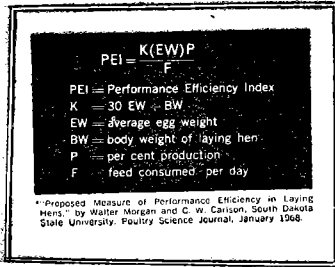 PEI = K(EW)P
F
PEI = Performance Efficiency Index
K = 30 EW - BW
EW = average egg weight
BW = body weight of laying hen
P = per cent production
F feed consumed per day
*"Proposed Measure of Performance Efficiency in Laying
Hens," by Walter Morgan and C. W. Carlson, South Dakota
State University. Poultry Science Journal, January 1968.